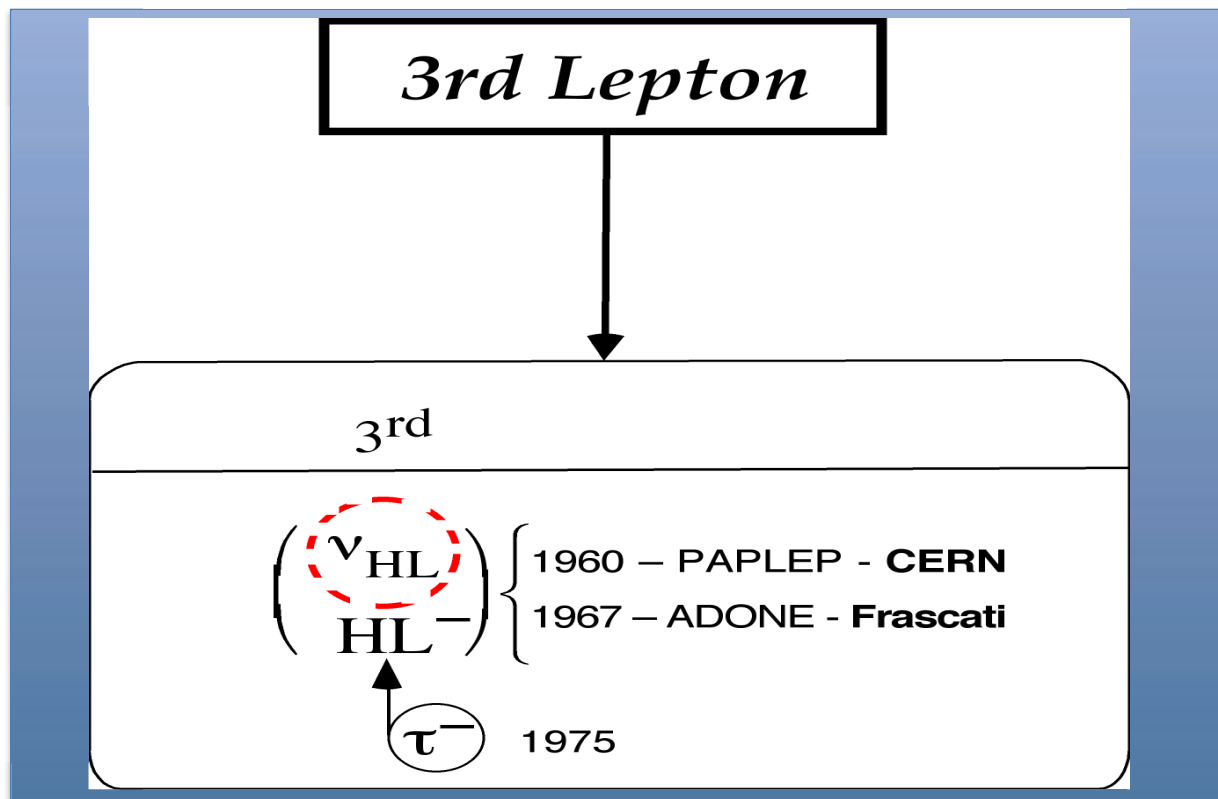 3rd Lepton
3rd
νHL
HL−
1960 – PAPLEP - CERN
1967 – ADONE - Frascati
τ− 1975